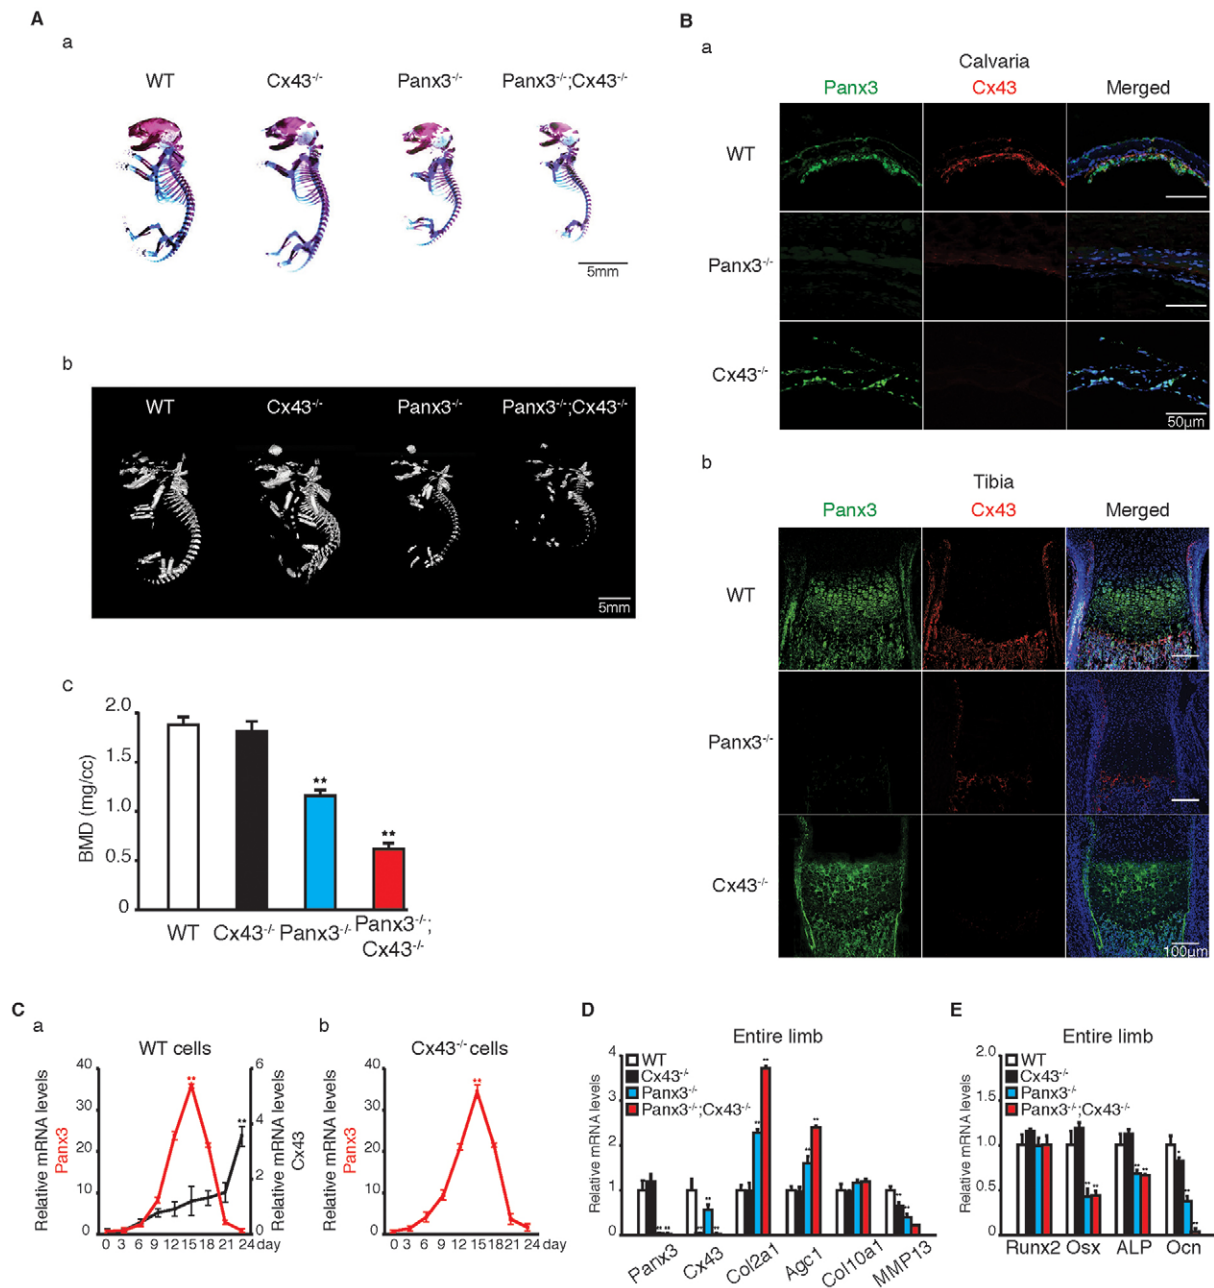 A
a
WT Cx43-/- Panx3-/- Panx3-/-;Cx43-/-
5mm
b
WT Cx43-/- Panx3-/- Panx3-/-;Cx43-/-
5mm
c
BMD (mg/cc)
2.0
1.5
1.0
0.5
0
** **
WT Cx43-/- Panx3-/- Panx3-/-;
Cx43-/-
B
a
Calvaria
Panx3 Cx43 Merged
WT
Panx3-/-
Cx43-/-
50µm
b
Tibia
Panx3 Cx43 Merged
WT
Panx3-/-
Cx43-/-
100µm
C
a
WT cells
Relative mRNA levels
Panx3
40
30
20
10
0
**
**
6
4
2
0
Relative mRNA levels
Cx43
0 3 6 9 12 15 18 21 24 day
b
Cx43-/- cells
Relative mRNA levels
Panx3
40
30
20
10
0
**
0 3 6 9 12 15 18 21 24 day
D
Entire limb
Relative mRNA levels
4
2
1
0
WT
Cx43-/-
Panx3-/-
Panx3-/-;Cx43-/-
Panx3 Cx43 Col2a1 Agc1 Col10a1 MMP13
E
Entire limb
Relative mRNA levels
2.0
1.5
1.0
0.5
0.0
WT
Cx43-/-
Panx3-/-
Panx3-/-;Cx43-/-
Runx2 Osx ALP Ocn